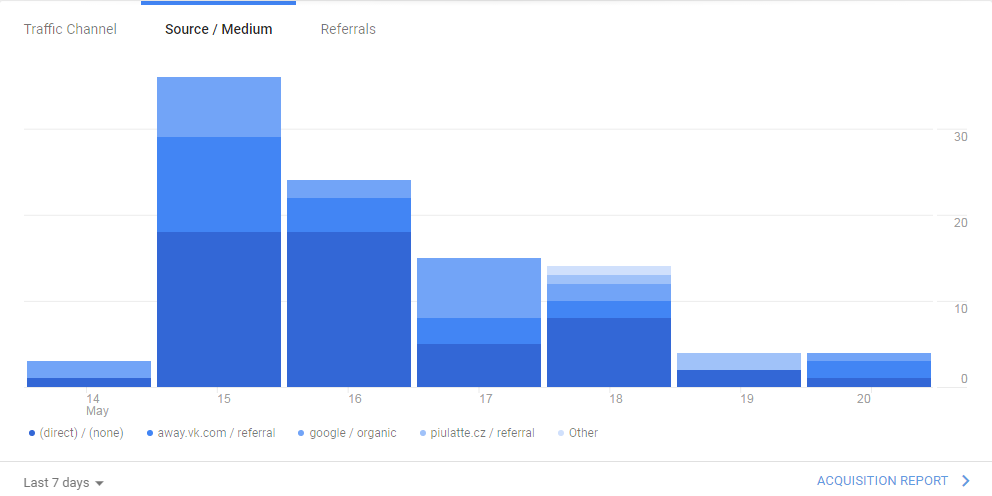 Traffic Channel Source / Medium Referrals
30
20
10
0
14 15 16 17 18 19 20
May
(direct) / (none) away.vk.com / referral google / organic piulatte.cz / referral Other
Last 7 days ACQUISITION REPORT